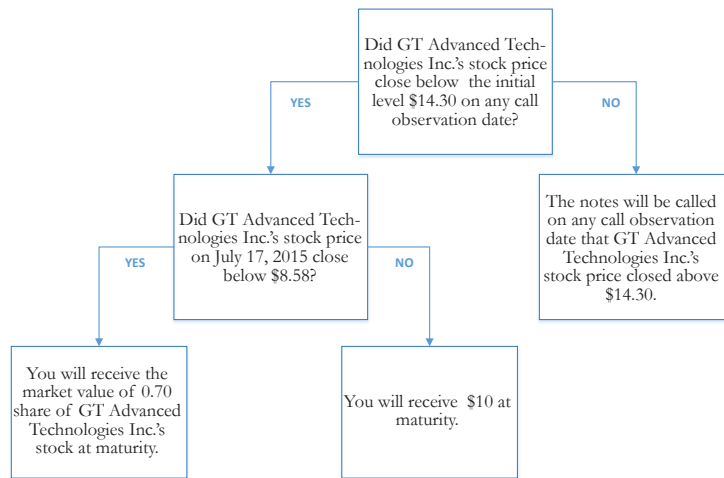 Did GT Advanced Tech-
nologies Inc.'s stock price
close below the initial
level $14.30 on any call
observation date?
YES
NO
Did GT Advanced Tech-
nologies Inc.'s stock price
on July 17, 2015 close
below $8.58?
The notes will be called
on any call observation
date that GT Advanced
Technologies Inc.'s
stock price closed above
$14.30.
YES
NO
You will receive the
market value of 0.70
share of GT Advanced
Technologies Inc.'s
stock at maturity.
You will receive $10 at
maturity.